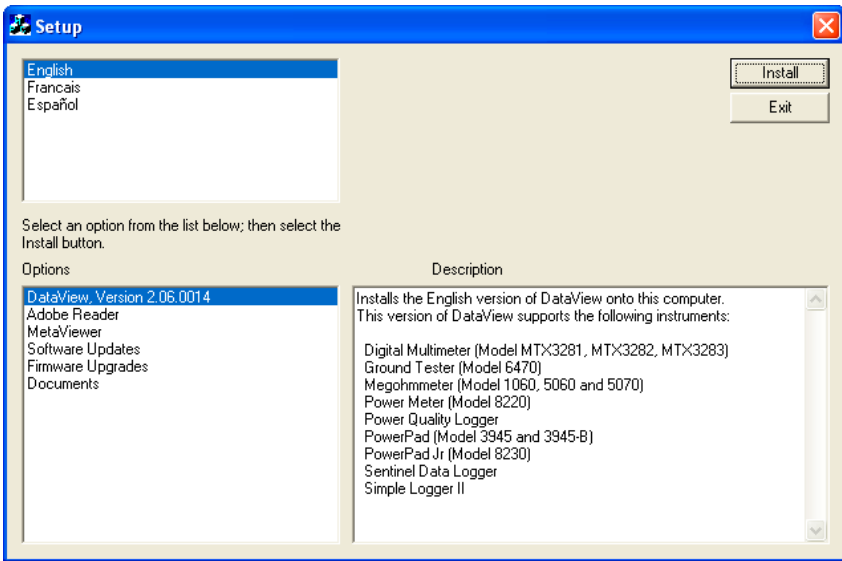 Setup
English
Francais
Español
Install
Exit
Select an option from the list below; then select the
Install button.
Options
Description
DataView, Version 2.06.0014
Adobe Reader
MetaViewer
Software Updates
Firmware Upgrades
Documents
Installs the English version of DataView onto this computer.
This version of DataView supports the following instruments:
Digital Multimeter (Model MTX3281, MTX3282, MTX3283)
Ground Tester (Model 6470)
Megohmmeter (Model 1060, 5060 and 5070)
Power Meter (Model 8220)
Power Quality Logger
PowerPad (Model 3945 and 3945-B)
PowerPad Jr (Model 8230)
Sentinel Data Logger
Simple Logger II